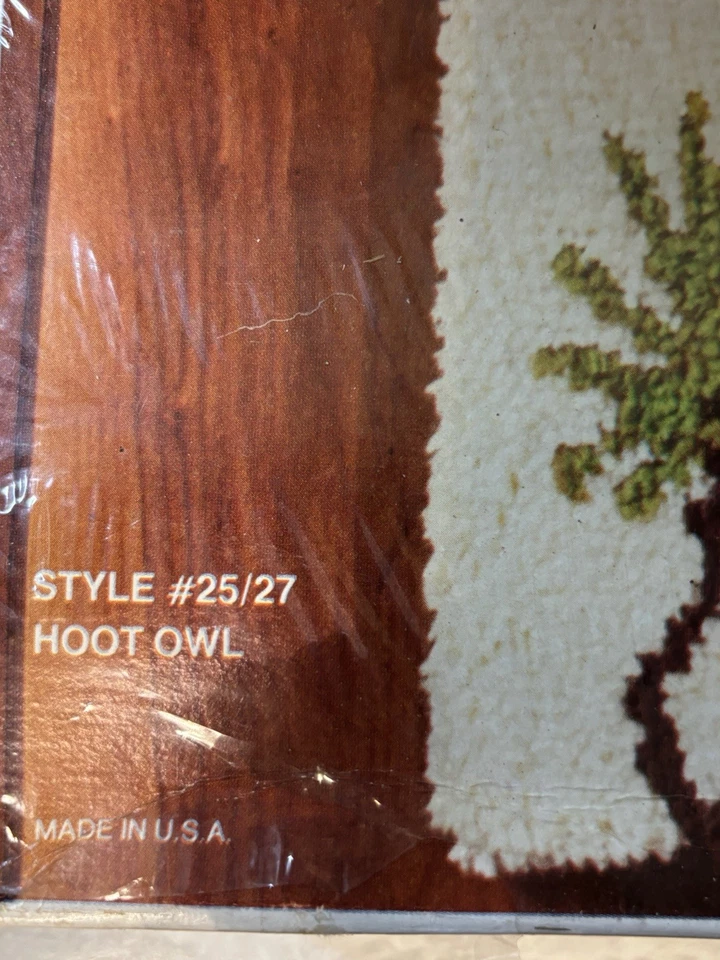 STYLE #25/27
HOOT OWL
MADE IN U.S.A.